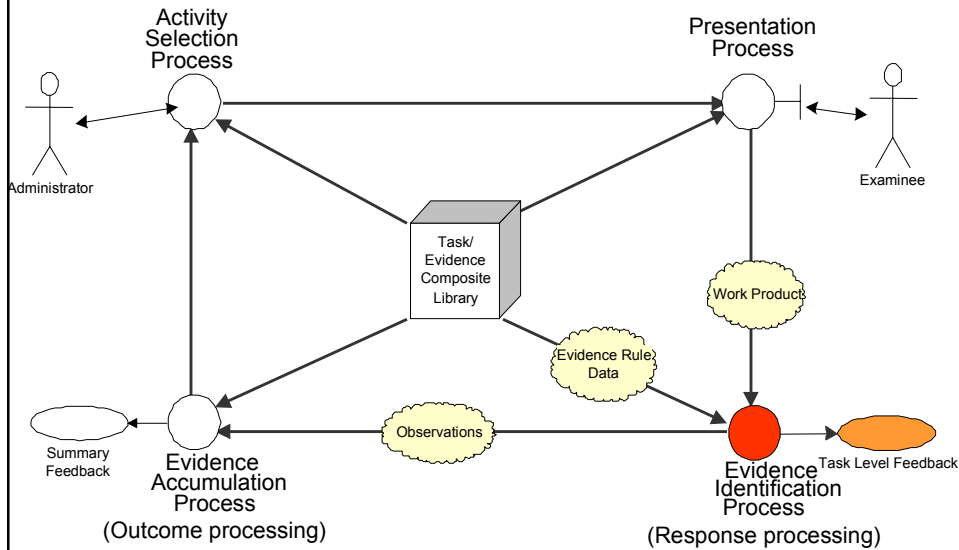 Activity
Selection
Process
Presentation
Process
Administrator
Examinee
Task/
Evidence
Composite
Library
Work Product
Evidence Rule
Data
Observations
Summary
Feedback
Evidence
Accumulation
Process
(Outcome processing)
Evidence
Identification
Process
(Response processing)
Task Level Feedback